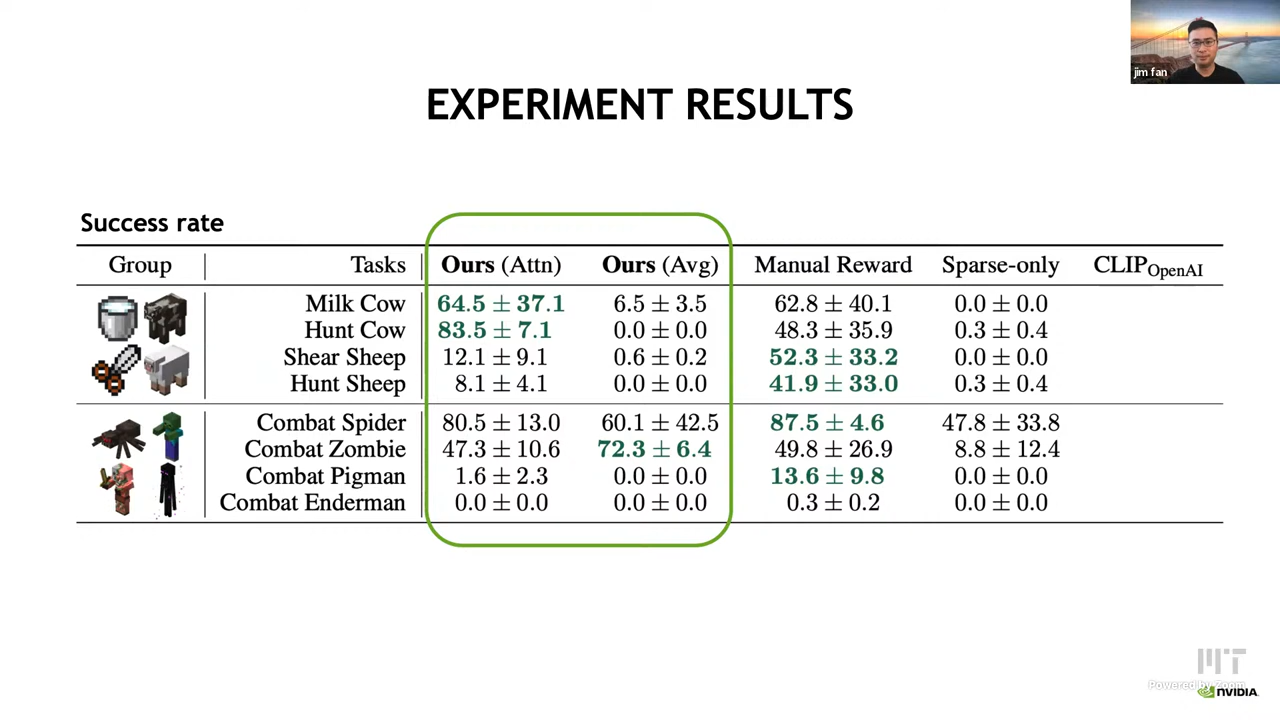 jim fan
EXPERIMENT RESULTS
Success rate
Group Tasks Ours (Attn) Ours (Avg) Manual Reward Sparse-only CLIP OpenAI
Milk Cow 64.5 ± 37.1 6.5 ± 3.5 62.8 ± 40.1 0.0 ± 0.0
Hunt Cow 83.5 ± 7.1 0.0 ± 0.0 48.3 ± 35.9 0.3 ± 0.4
Shear Sheep 12.1 ± 9.1 0.6 ± 0.2 52.3 ± 33.2 0.0 ± 0.0
Hunt Sheep 8.1 ± 4.1 0.0 ± 0.0 41.9 ± 33.0 0.3 ± 0.4
Combat Spider 80.5 ± 13.0 60.1 ± 42.5 87.5 ± 4.6 47.8 ± 33.8
Combat Zombie 47.3 ± 10.6 72.3 ± 6.4 49.8 ± 26.9 8.8 ± 12.4
Combat Pigman 1.6 ± 2.3 0.0 ± 0.0 13.6 ± 9.8 0.0 ± 0.0
Combat Enderman 0.0 ± 0.0 0.0 ± 0.0 0.3 ± 0.2 0.0 ± 0.0
MIT
Powered by Zoom
NVIDIA